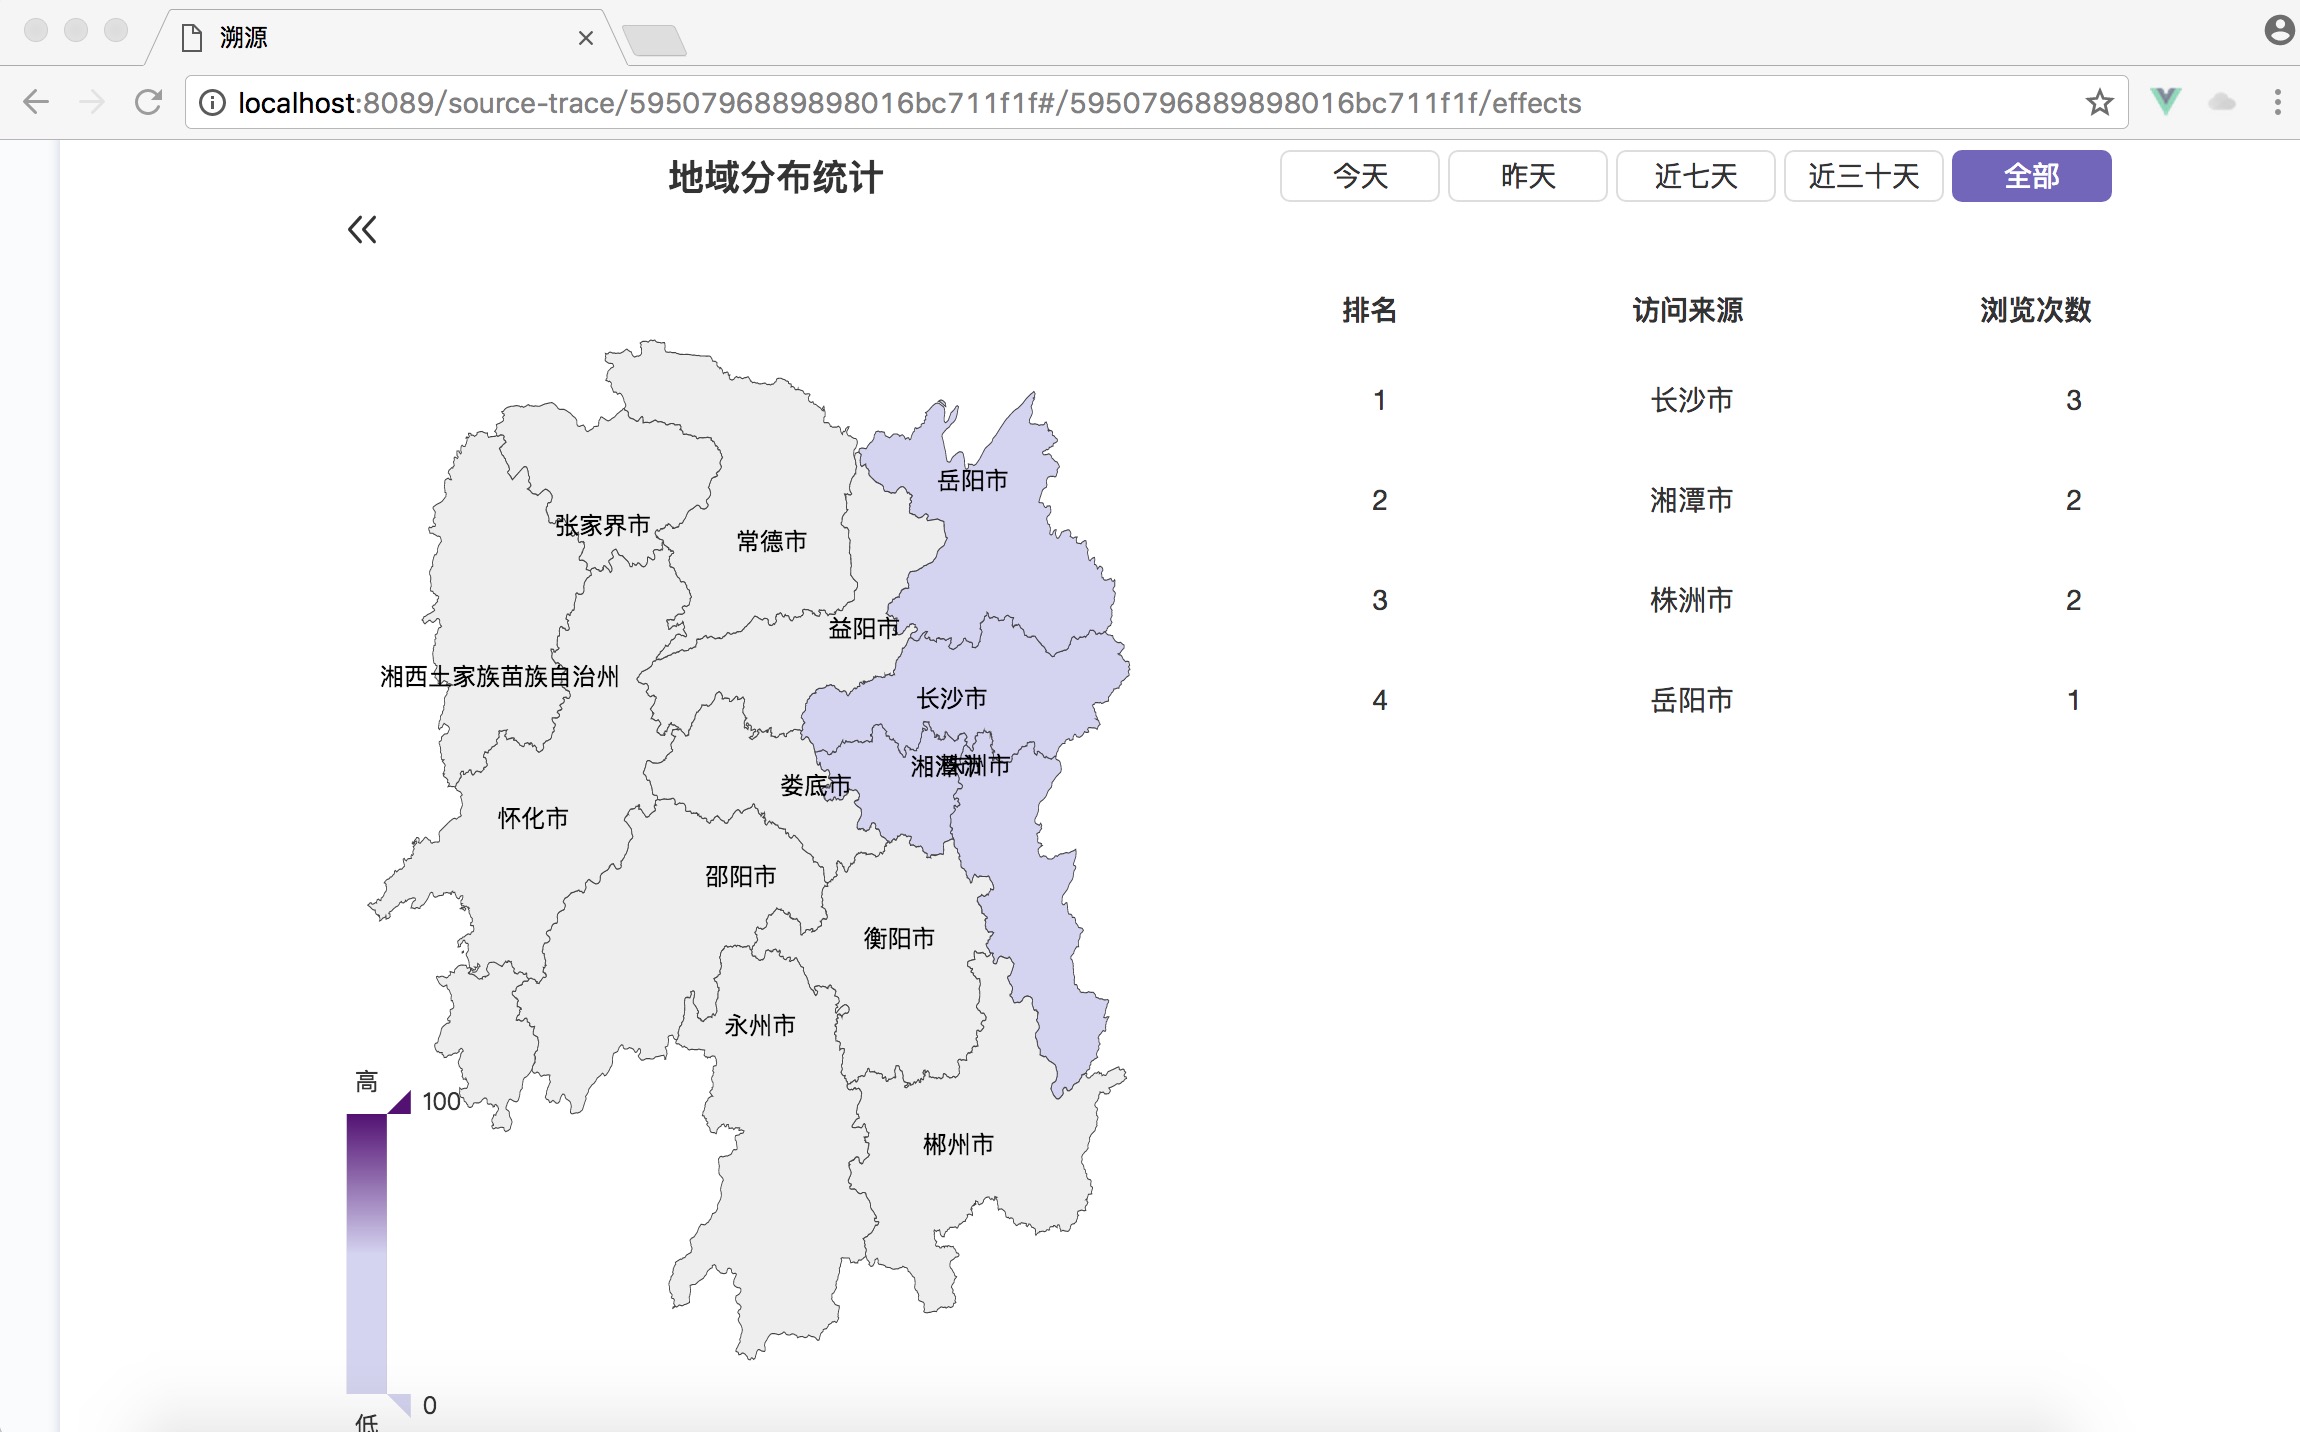 溯源
localhost:8089/source-trace/5950796889898016bc711f1f#/5950796889898016bc711f1f/effects
地域分布统计
今天
昨天
近七天
近三十天
全部
排名 访问来源 浏览次数
1 长沙市 3
2 湘潭市 2
3 株洲市 2
4 岳阳市 1
岳阳市
张家界市
常德市
益阳市
湘西土家族苗族自治州
长沙市
湘潭市
株洲市
娄底市
怀化市
邵阳市
衡阳市
永州市
郴州市
高
100
0
低